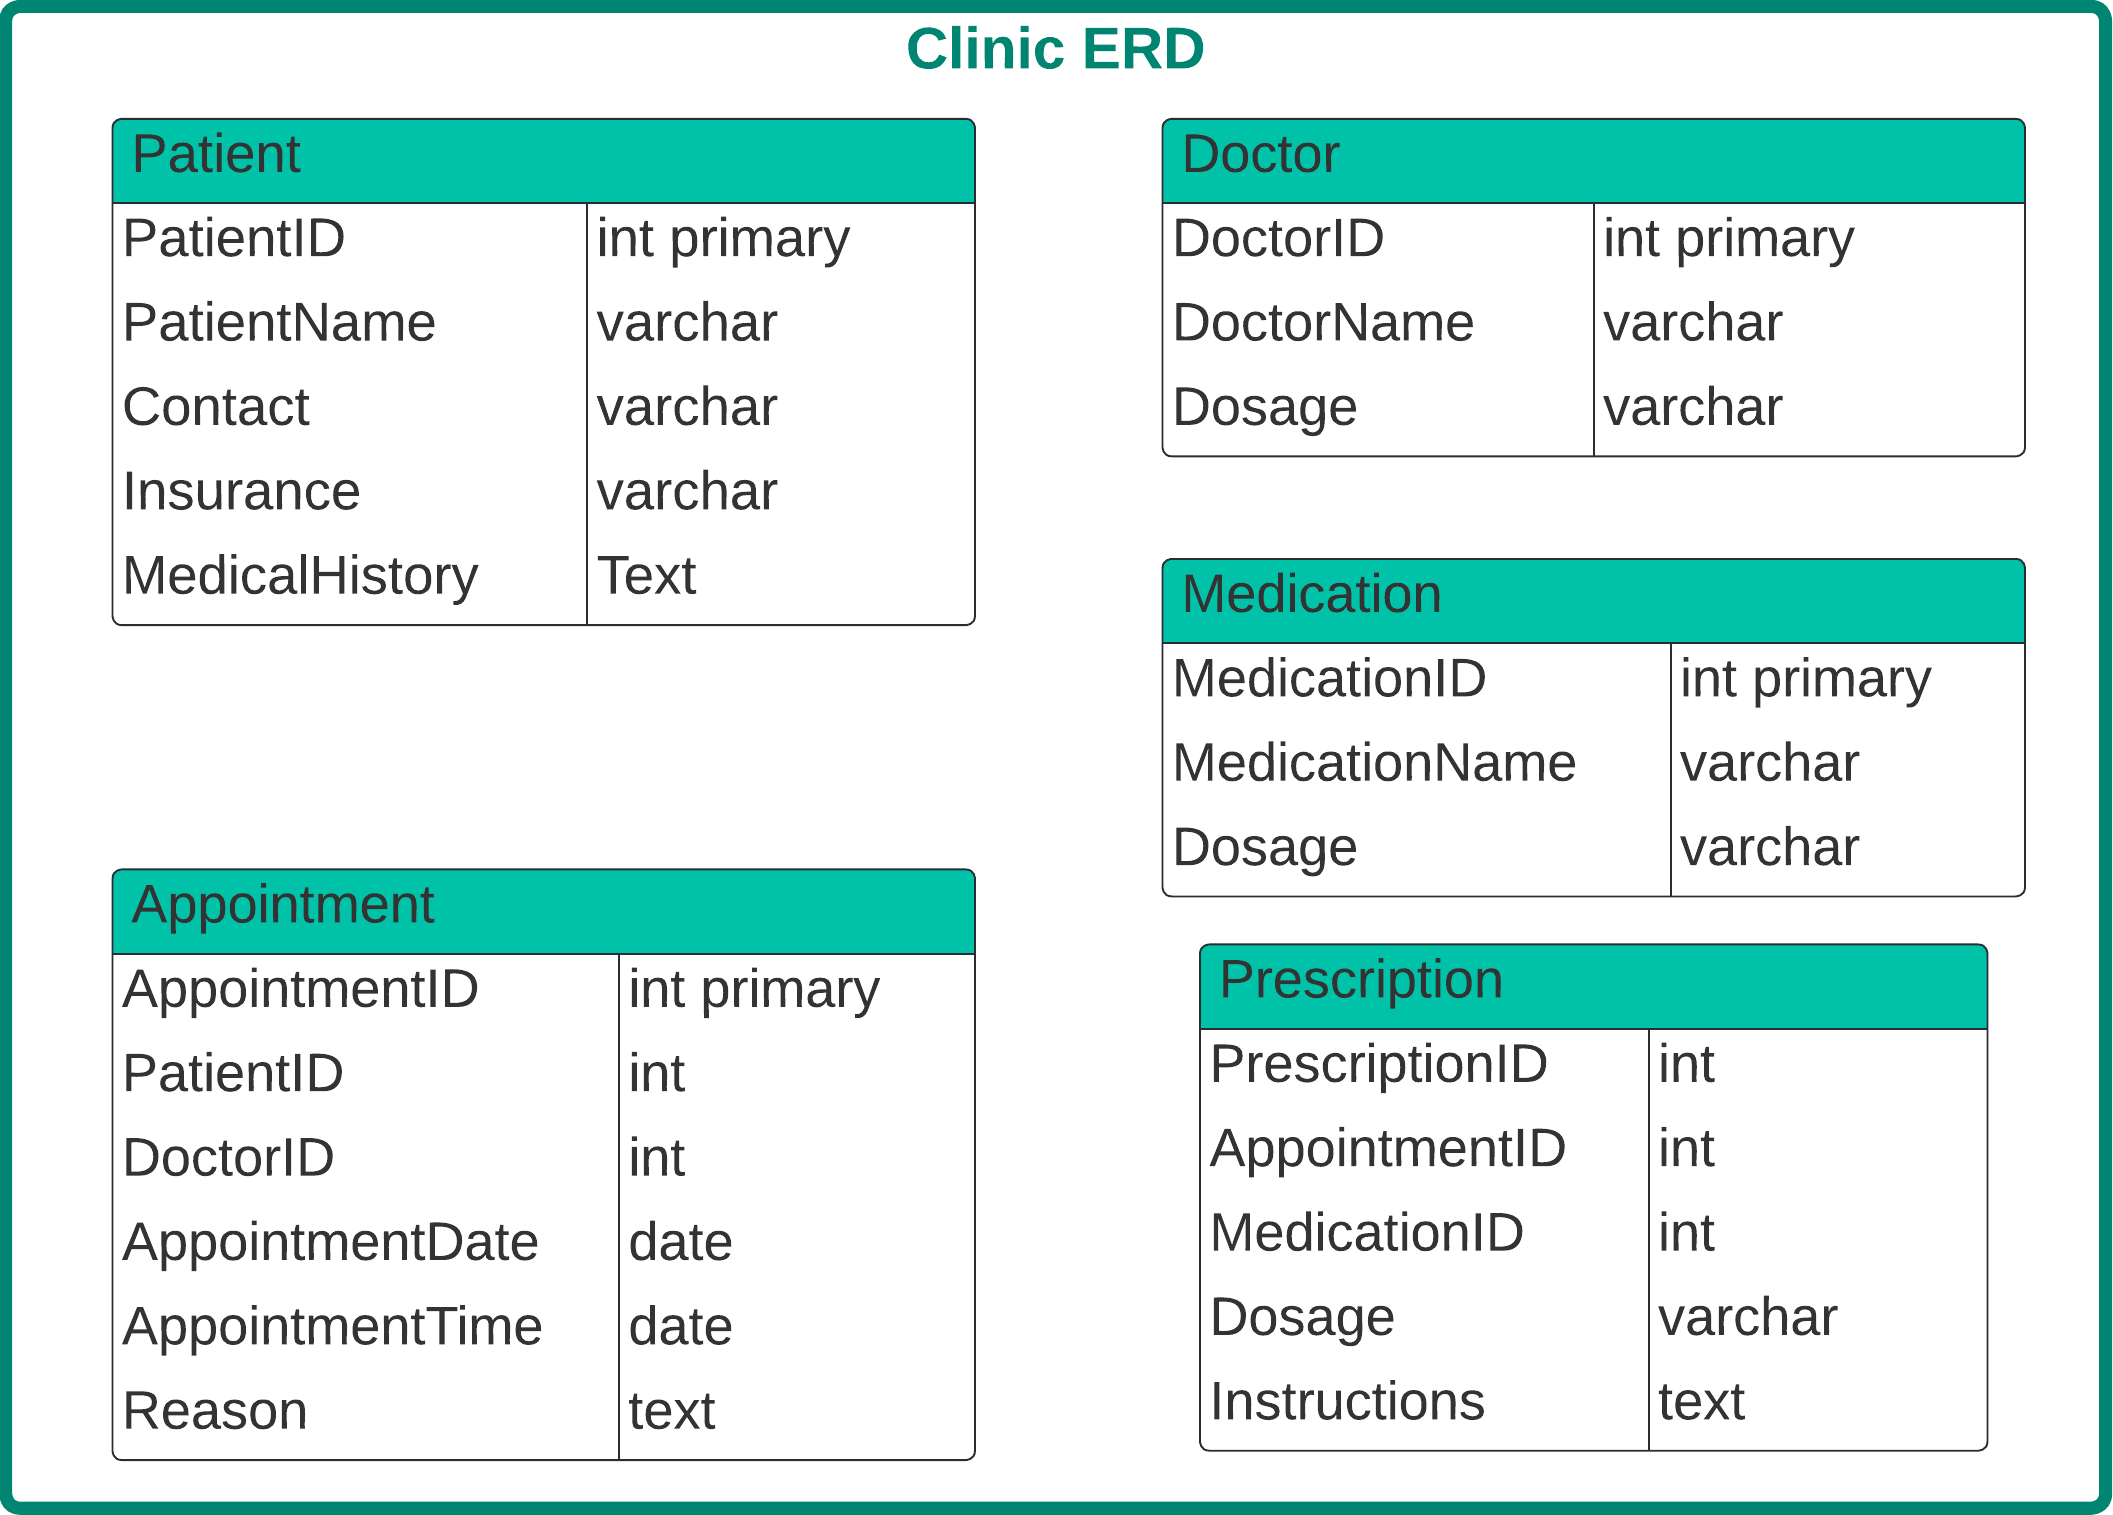 Clinic ERD
Patient
PatientID int primary
PatientName varchar
Contact varchar
Insurance varchar
MedicalHistory Text
Doctor
DoctorID int primary
DoctorName varchar
Dosage varchar
Medication
MedicationID int primary
MedicationName varchar
Dosage varchar
Appointment
AppointmentID int primary
PatientID int
DoctorID int
AppointmentDate date
AppointmentTime date
Reason text
Prescription
PrescriptionID int
AppointmentID int
MedicationID int
Dosage varchar
Instructions text